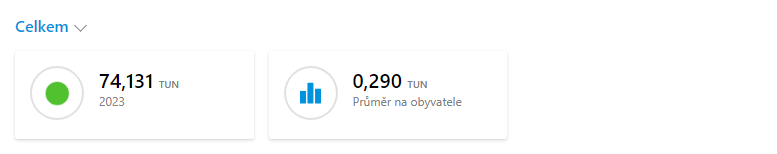 Celkem
74,131 TUN
2023
0,290 TUN
Průměr na obyvatele